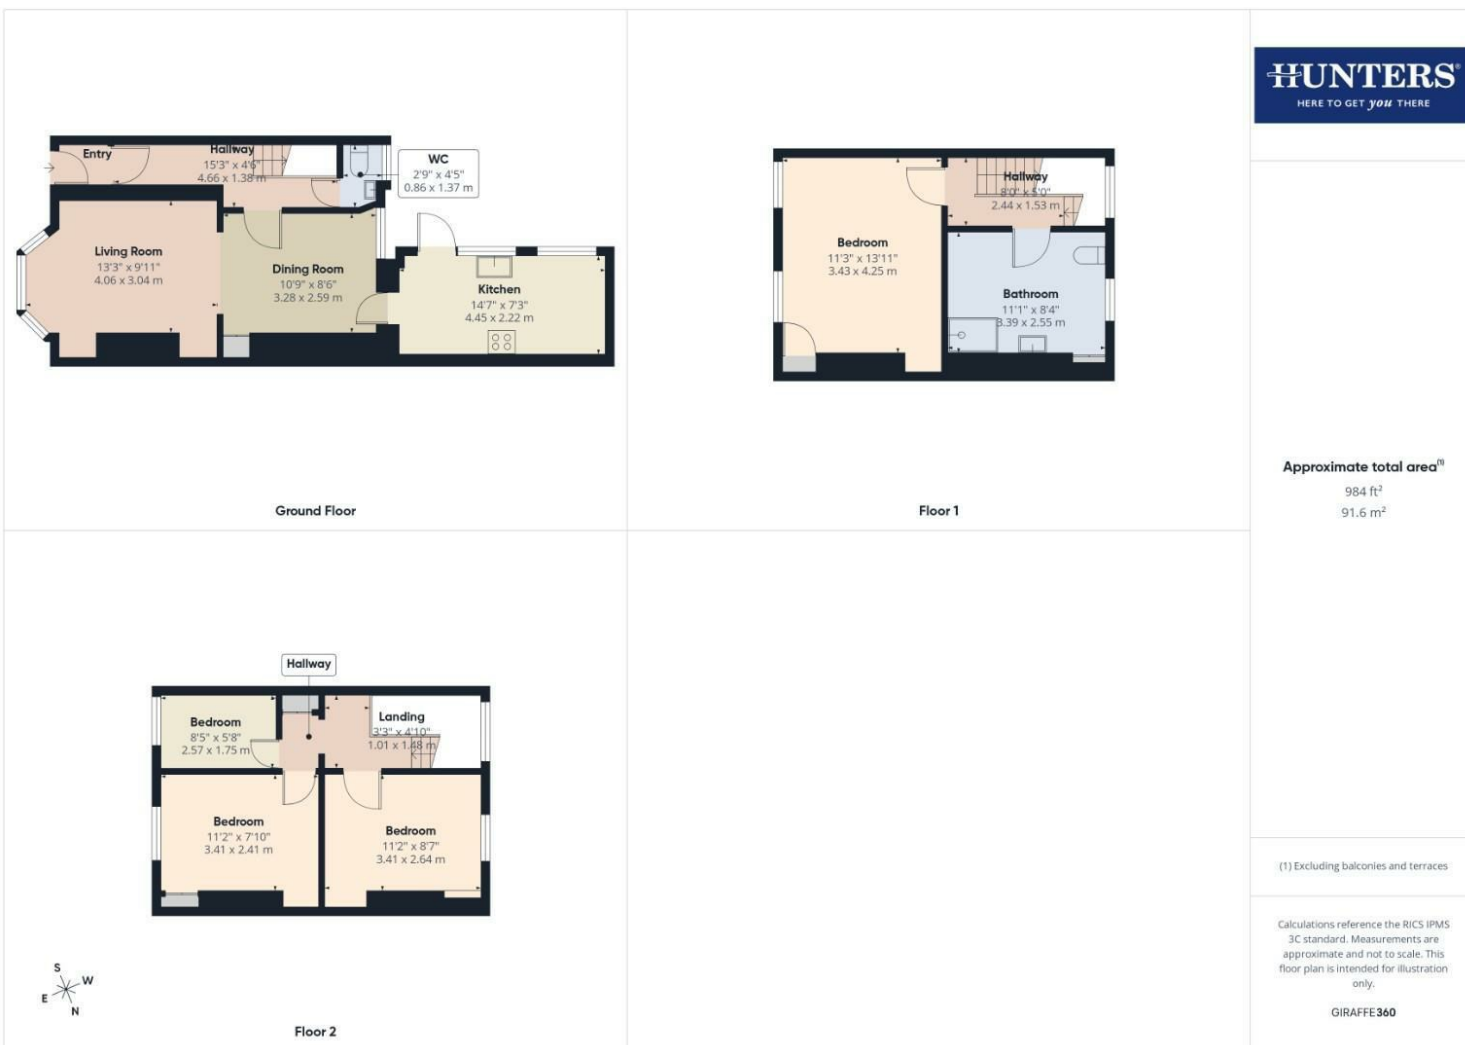 Entry
Hallway
15'3" x 4'6"
4.66 x 1.38 m
WC
2'9" x 4'5"
0.86 x 1.37 m
Living Room
13'3" x 9'11"
4.06 x 3.04 m
Dining Room
10'9" x 8'6"
3.28 x 2.59 m
Kitchen
14'7" x 7'3"
4.45 x 2.22 m
Ground Floor
Hallway
8'0" x 5'0"
2.44 x 1.53 m
Bedroom
11'3" x 13'11"
3.43 x 4.25 m
Bathroom
11'1" x 8'4"
3.39 x 2.55 m
Floor 1
Hallway
Bedroom
8'5" x 5'8"
2.57 x 1.75 m
Landing
3'3" x 4'10"
1.01 x 1.48 m
Bedroom
11'2" x 7'10"
3.41 x 2.41 m
Bedroom
11'2" x 8'7"
3.41 x 2.64 m
S
W
E
N
Floor 2
HUNTERS®
HERE TO GET you THERE
Approximate total area(1)
984 ft²
91.6 m²
(1) Excluding balconies and terraces
Calculations reference the RICS IPMS
3C standard. Measurements are
approximate and not to scale. This
floor plan is intended for illustration
only.
GIRAFFE360